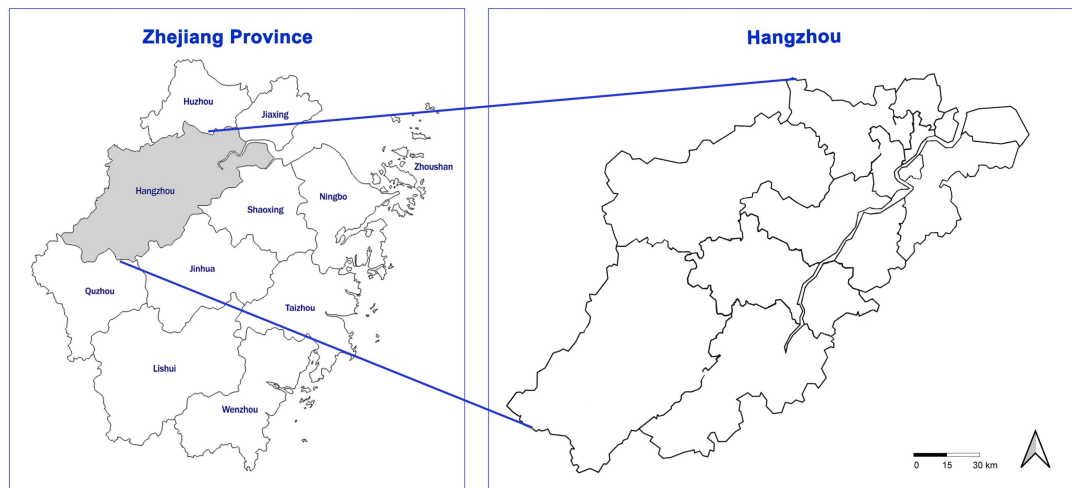 Zhejiang Province
Huzhou
Jiaxing
Hangzhou
Zhoushan
Ningbo
Shaoxing
Jinhua
Quzhou
Taizhou
Lishui
Wenzhou
Hangzhou
0 15 30 km